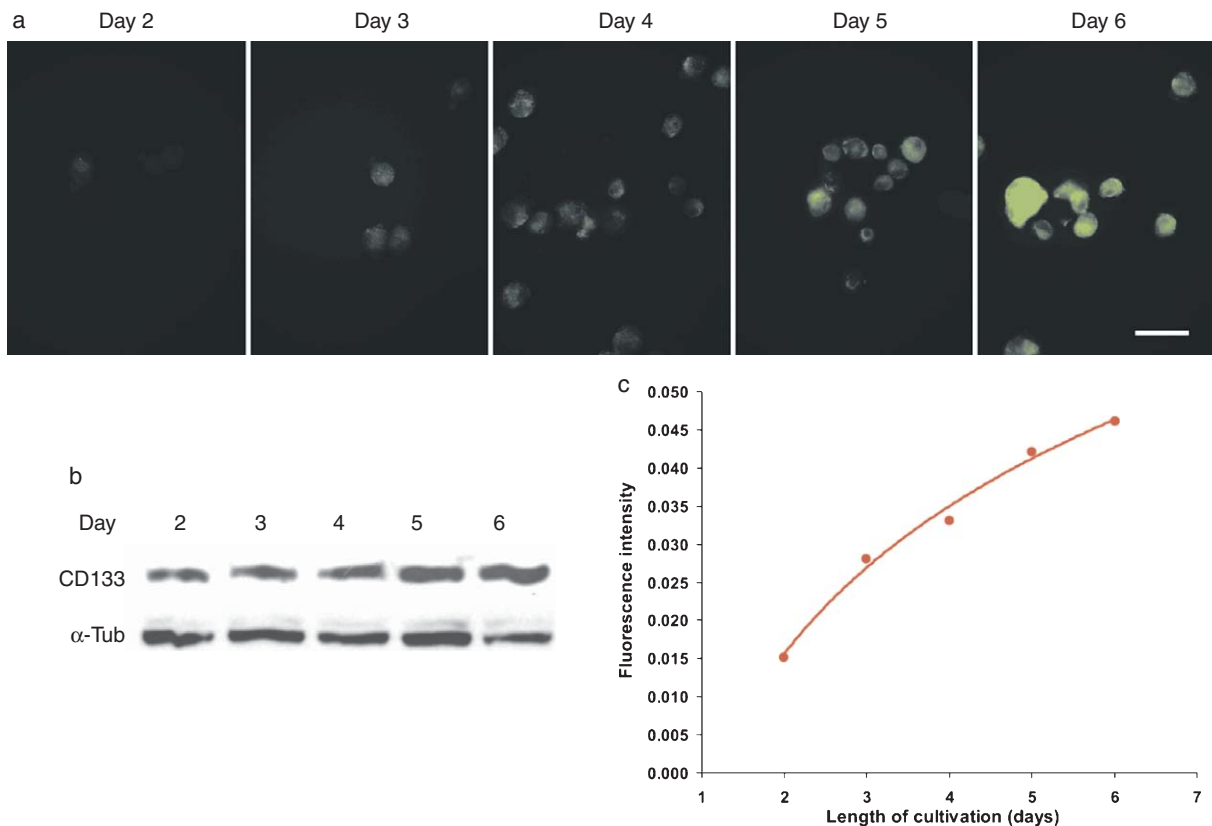 a
Day 2 Day 3 Day 4 Day 5 Day 6
b
Day 2 3 4 5 6
CD133
α-Tub
c
Fluorescence intensity
0.050
0.045
0.040
0.035
0.030
0.025
0.020
0.015
0.010
0.005
0.000
1 2 3 4 5 6 7
Length of cultivation (days)